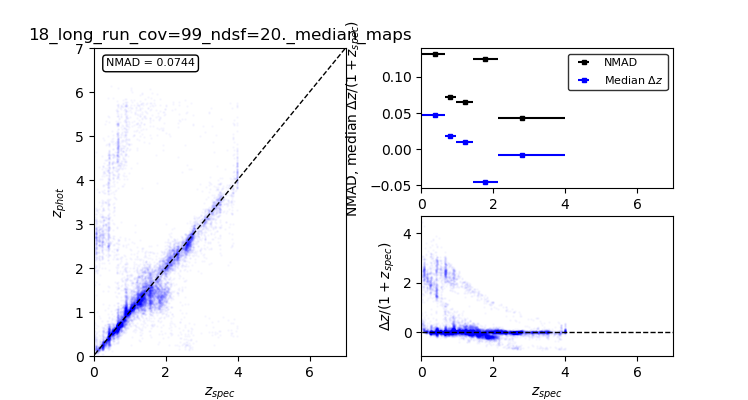 18_long_run_cov=99_ndsf=20._median_maps
NMAD = 0.0744
7
6
5
4
3
2
1
0
z_phot
0 2 4 6
z_spec
NMAD, median Δz/(1 + z_spec)
0.10
0.05
0.00
−0.05
NMAD
Median Δz
0 2 4 6
Δz/(1 + z_spec)
4
2
0
0 2 4 6
z_spec